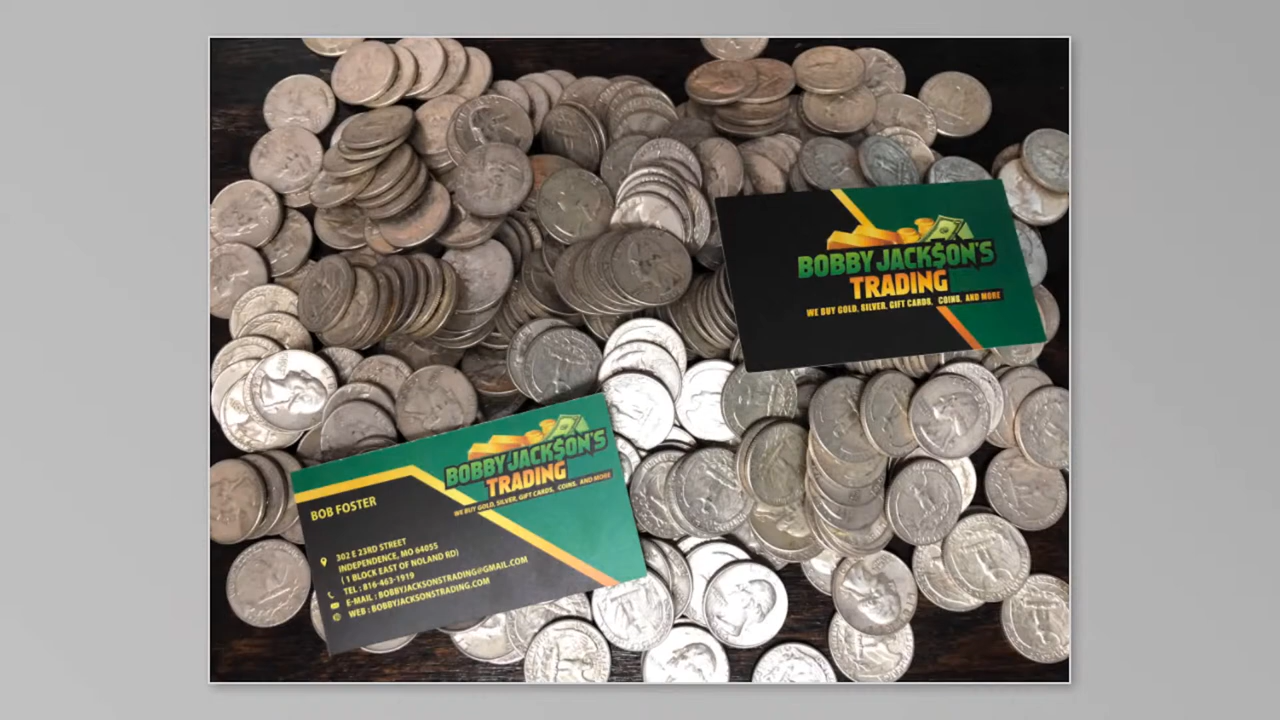 BOBBY JACK$ON'S
TRADING
WE BUY GOLD, SILVER, GIFT CARDS, COINS, AND MORE
BOBBY JACK$ON'S
TRADING
WE BUY GOLD, SILVER, GIFT CARDS, COINS, AND MORE
BOB FOSTER
302 E 23RD STREET
INDEPENDENCE, MO 64055
( 1 BLOCK EAST OF NOLAND RD)
TEL : 816-463-1919
E-MAIL : BOBBYJACKSONSTRADING@GMAIL.COM
WEB : BOBBYJACKSONSTRADING.COM